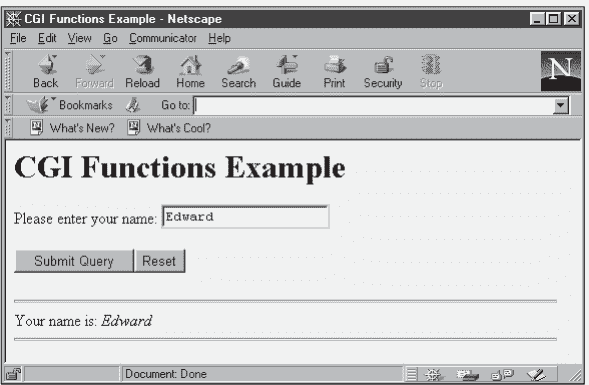 CGI Functions Example - Netscape
File Edit View Go Communicator Help
Back Forward Reload Home Search Guide Print Security Stop
N
Bookmarks Go to:
What's New? What's Cool?
CGI Functions Example
Please enter your name: Edward
Submit Query Reset
Your name is: Edward
Document: Done